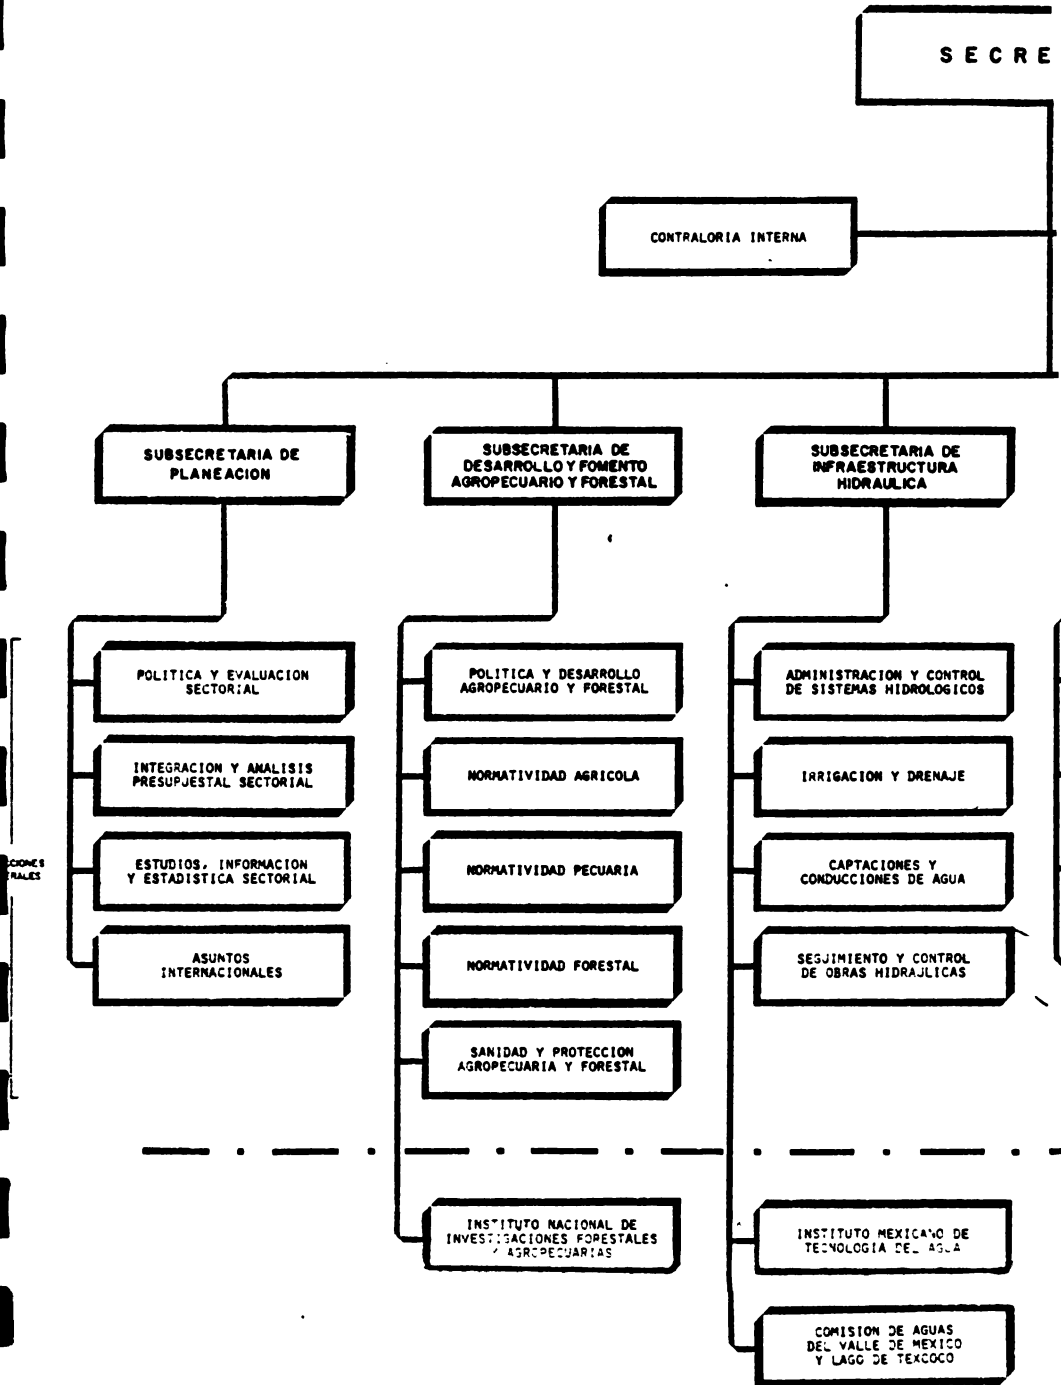 SECRE
CONTRALORIA INTERNA
SUBSECRETARIA DE
PLANEACION
SUBSECRETARIA DE
DESARROLLO Y FOMENTO
AGROPECUARIO Y FORESTAL
SUBSECRETARIA DE
INFRAESTRUCTURA
HIDRAULICA
POLITICA Y EVALUACION
SECTORIAL
INTEGRACION Y ANALISIS
PRESUPUESTAL SECTORIAL
CCIONES
ERALES
ESTUDIOS, INFORMACION
Y ESTADISTICA SECTORIAL
ASUNTOS
INTERNACIONALES
POLITICA Y DESARROLLO
AGROPECUARIO Y FORESTAL
NORMATIVIDAD AGRICOLA
NORMATIVIDAD PECUARIA
NORMATIVIDAD FORESTAL
SANIDAD Y PROTECCION
AGROPECUARIA Y FORESTAL
INSTITUTO NACIONAL DE
INVESTIGACIONES FORESTALES
Y AGROPECUARIAS
ADMINISTRACION Y CONTROL
DE SISTEMAS HIDROLOGICOS
IRRIGACION Y DRENAJE
CAPTACIONES Y
CONDUCCIONES DE AGUA
SEGUIMIENTO Y CONTROL
DE OBRAS HIDRAULICAS
INSTITUTO MEXICANO DE
TECNOLOGIA DEL AGUA
COMISION DE AGUAS
DEL VALLE DE MEXICO
Y LAGO DE TEXCOCO